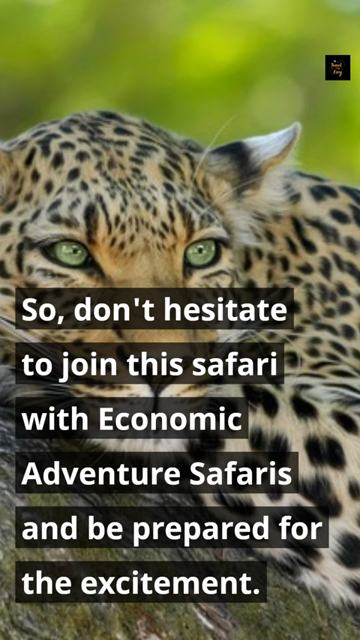 So, don't hesitate
to join this safari
with Economic
Adventure Safaris
and be prepared for
the excitement.